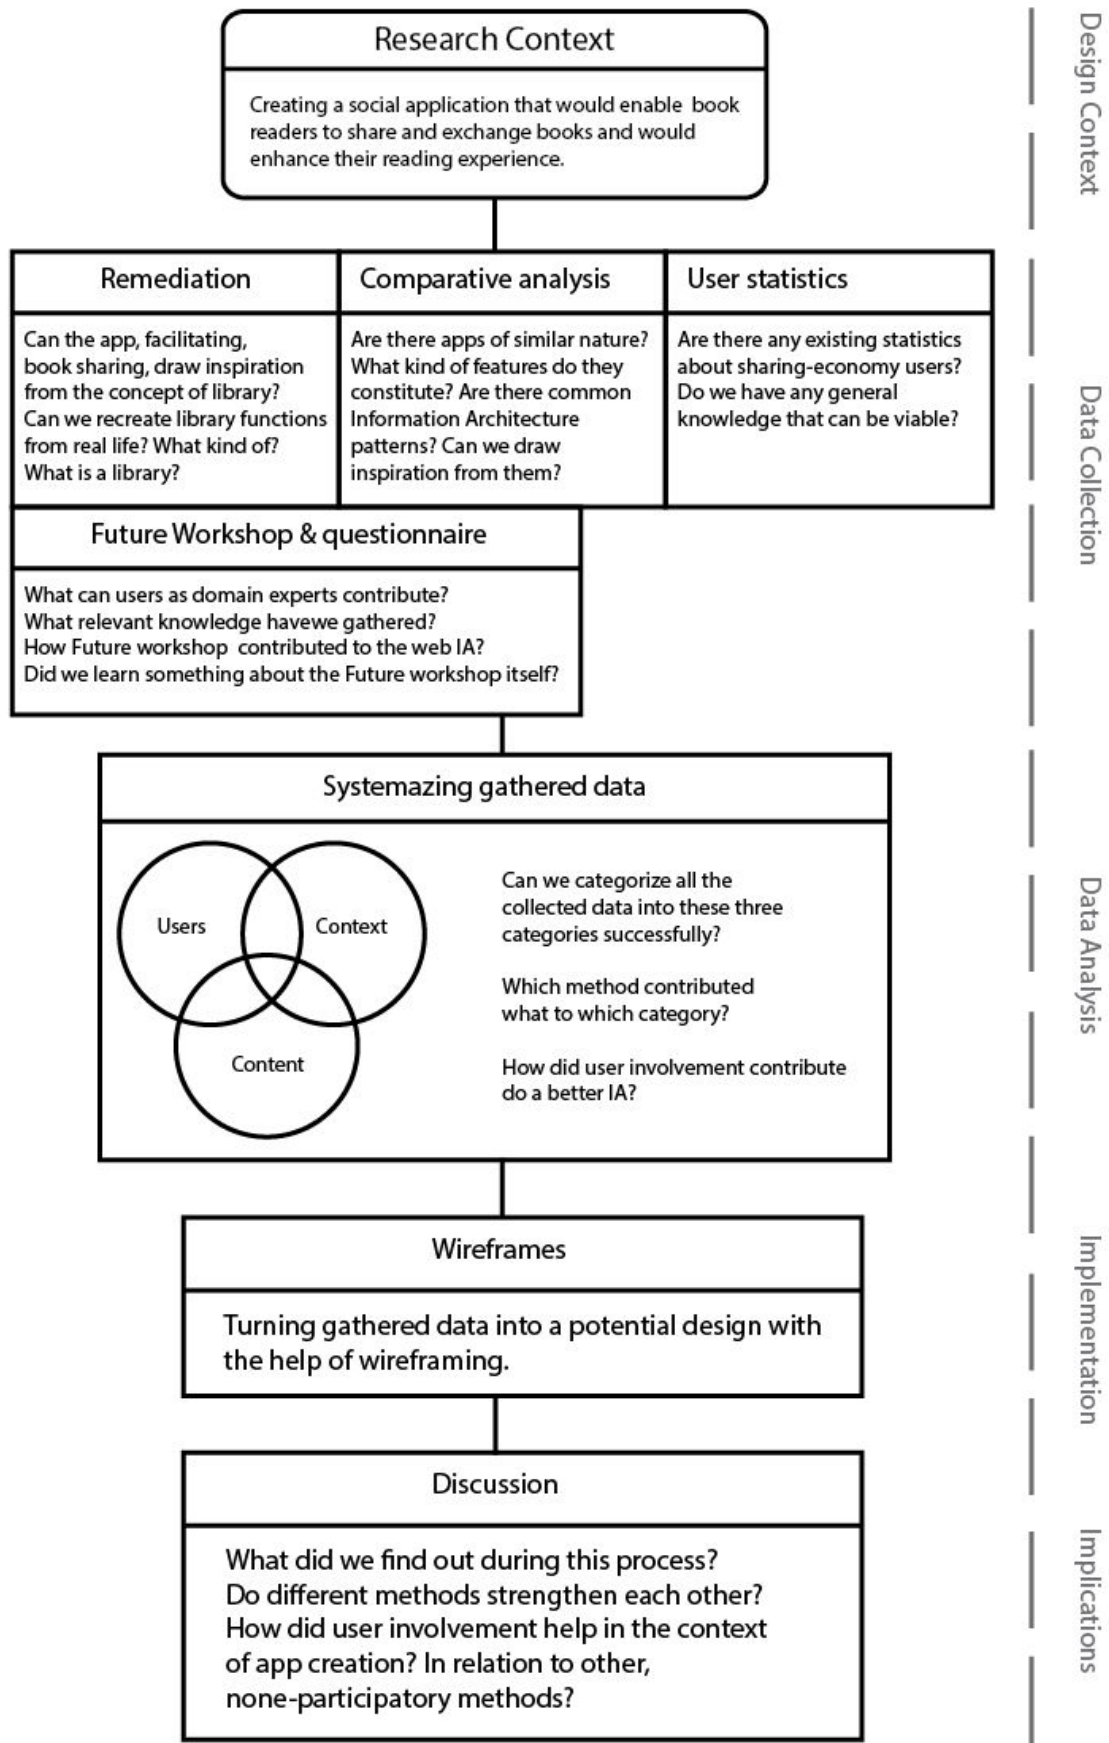 Research Context
Creating a social application that would enable book
readers to share and exchange books and would
enhance their reading experience.
Design Context
Remediation
Can the app, facilitating,
book sharing, draw inspiration
from the concept of library?
Can we recreate library functions
from real life? What kind of?
What is a library?
Comparative analysis
Are there apps of similar nature?
What kind of features do they
constitute? Are there common
Information Architecture
patterns? Can we draw
inspiration from them?
User statistics
Are there any existing statistics
about sharing-economy users?
Do we have any general
knowledge that can be viable?
Future Workshop & questionnaire
What can users as domain experts contribute?
What relevant knowledge havewe gathered?
How Future workshop contributed to the web IA?
Did we learn something about the Future workshop itself?
Data Collection
Systemazing gathered data
Users
Context
Content
Can we categorize all the
collected data into these three
categories successfully?
Which method contributed
what to which category?
How did user involvement contribute
do a better IA?
Data Analysis
Wireframes
Turning gathered data into a potential design with
the help of wireframing.
Implementation
Discussion
What did we find out during this process?
Do different methods strengthen each other?
How did user involvement help in the context
of app creation? In relation to other,
none-participatory methods?
Implications